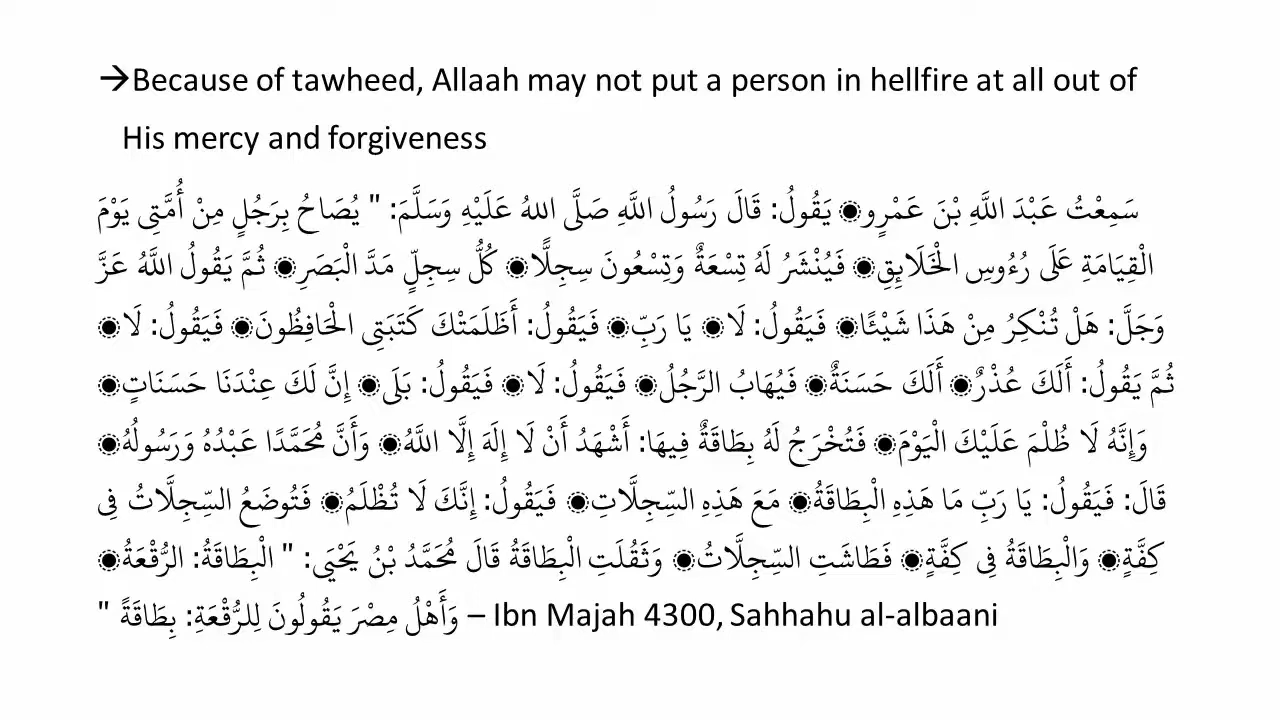 →Because of tawheed, Allaah may not put a person in hellfire at all out of
His mercy and forgiveness
سَمِعْتُ عَبْدَ اللَّهِ بْنَ عَمْرٍو◉ يَقُولُ: قَالَ رَسُولُ اللَّهِ صَلَّى اللهُ عَلَيْهِ وَسَلَّمَ: " يُصَاحُ بِرَجُلٍ مِنْ أُمَّتِي يَوْمَ
الْقِيَامَةِ عَلَى رُءُوسِ الْخَلَايِقِ◉ فَيُنْشَرُ لَهُ تِسْعَةٌ وَتِسْعُونَ سِجِلًّا◉ كُلُّ سِجِلٍّ مَدَّ الْبَصَرِ◉ ثُمَّ يَقُولُ اللَّهُ عَزَّ
وَجَلَّ: هَلْ تُنْكِرُ مِنْ هَذَا شَيْئًا◉ فَيَقُولُ: لَا◉ يَا رَبِّ◉ فَيَقُولُ: أَظَلَمَتْكَ كَتَبَتِي الْحَافِظُونَ◉ فَيَقُولُ: لَا◉
ثُمَّ يَقُولُ: أَلَكَ عُذْرٌ◉ أَلَكَ حَسَنَةٌ◉ فَيُهَابُ الرَّجُلُ◉ فَيَقُولُ: لَا◉ فَيَقُولُ: بَلَى◉ إِنَّ لَكَ عِنْدَنَا حَسَنَاتٍ◉
وَإِنَّهُ لَا ظُلْمَ عَلَيْكَ الْيَوْمَ◉ فَتُخْرَجُ لَهُ بِطَاقَةٌ فِيهَا: أَشْهَدُ أَنْ لَا إِلَهَ إِلَّا اللَّهُ◉ وَأَنَّ مُحَمَّدًا عَبْدُهُ وَرَسُولُهُ◉
قَالَ: فَيَقُولُ: يَا رَبِّ مَا هَذِهِ الْبِطَاقَةُ◉ مَعَ هَذِهِ السِّجِلَّاتِ◉ فَيَقُولُ: إِنَّكَ لَا تُظْلَمُ◉ فَتُوضَعُ السِّجِلَّاتُ فِي
كِفَّةٍ◉ وَالْبِطَاقَةُ فِي كِفَّةٍ◉ فَطَاشَتِ السِّجِلَّاتُ◉ وَثَقُلَتِ الْبِطَاقَةُ قَالَ مُحَمَّدُ بْنُ يَحْيَى: " الْبِطَاقَةُ: الرُّقْعَةُ◉
وَأَهْلُ مِصْرَ يَقُولُونَ لِلرُّقْعَةِ: بِطَاقَةً " – Ibn Majah 4300, Sahhahu al-albaani